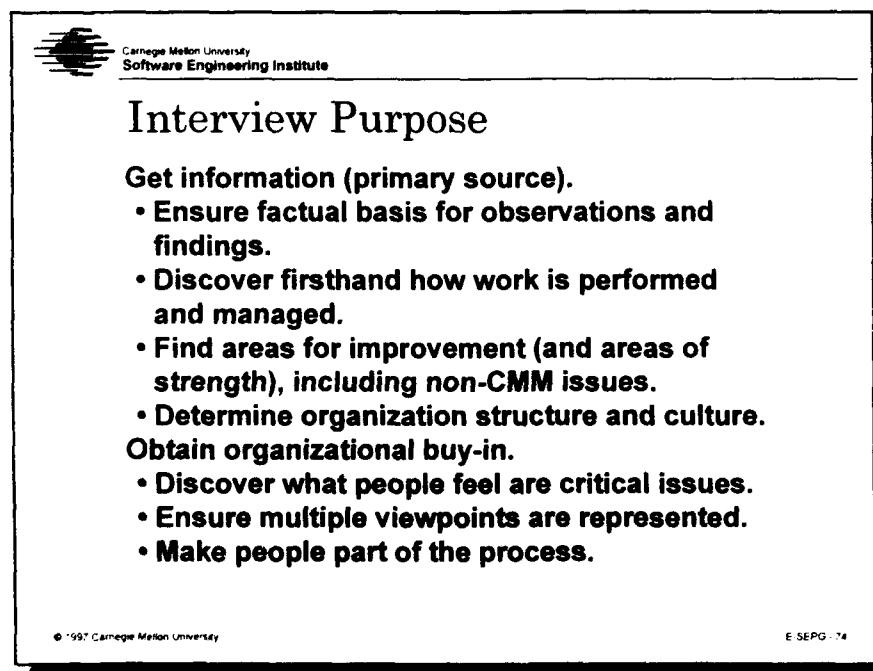 Carnegie Mellon University
Software Engineering Institute
Interview Purpose
Get information (primary source).
• Ensure factual basis for observations and
findings.
• Discover firsthand how work is performed
and managed.
• Find areas for improvement (and areas of
strength), including non-CMM issues.
• Determine organization structure and culture.
Obtain organizational buy-in.
• Discover what people feel are critical issues.
• Ensure multiple viewpoints are represented.
• Make people part of the process.
© 1997 Carnegie Mellon University
E-SEPG - 74